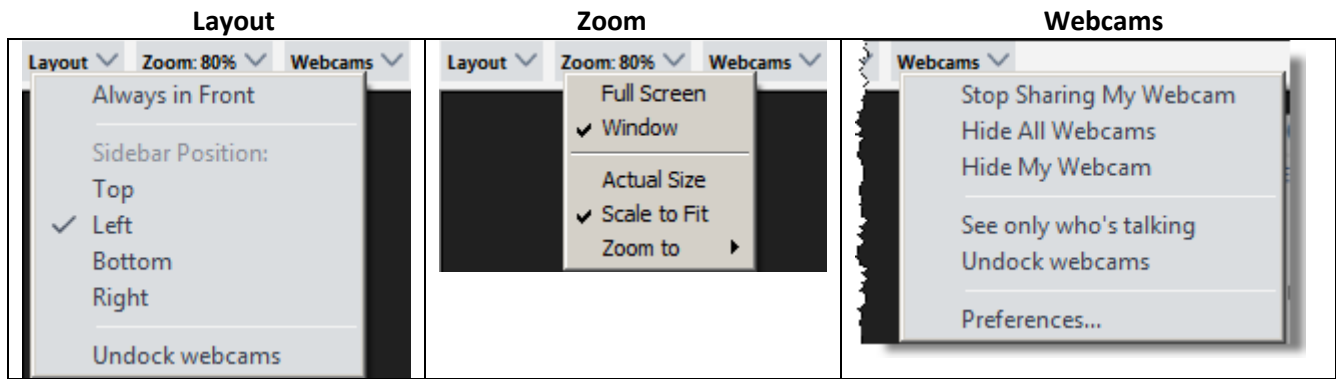 Layout Zoom Webcams
Layout Zoom: 80% Webcams
Always in Front
Sidebar Position:
Top
Left
Bottom
Right
Undock webcams
Layout Zoom: 80% Webcams
Full Screen
Window
Actual Size
Scale to Fit
Zoom to
Webcams
Stop Sharing My Webcam
Hide All Webcams
Hide My Webcam
See only who's talking
Undock webcams
Preferences...